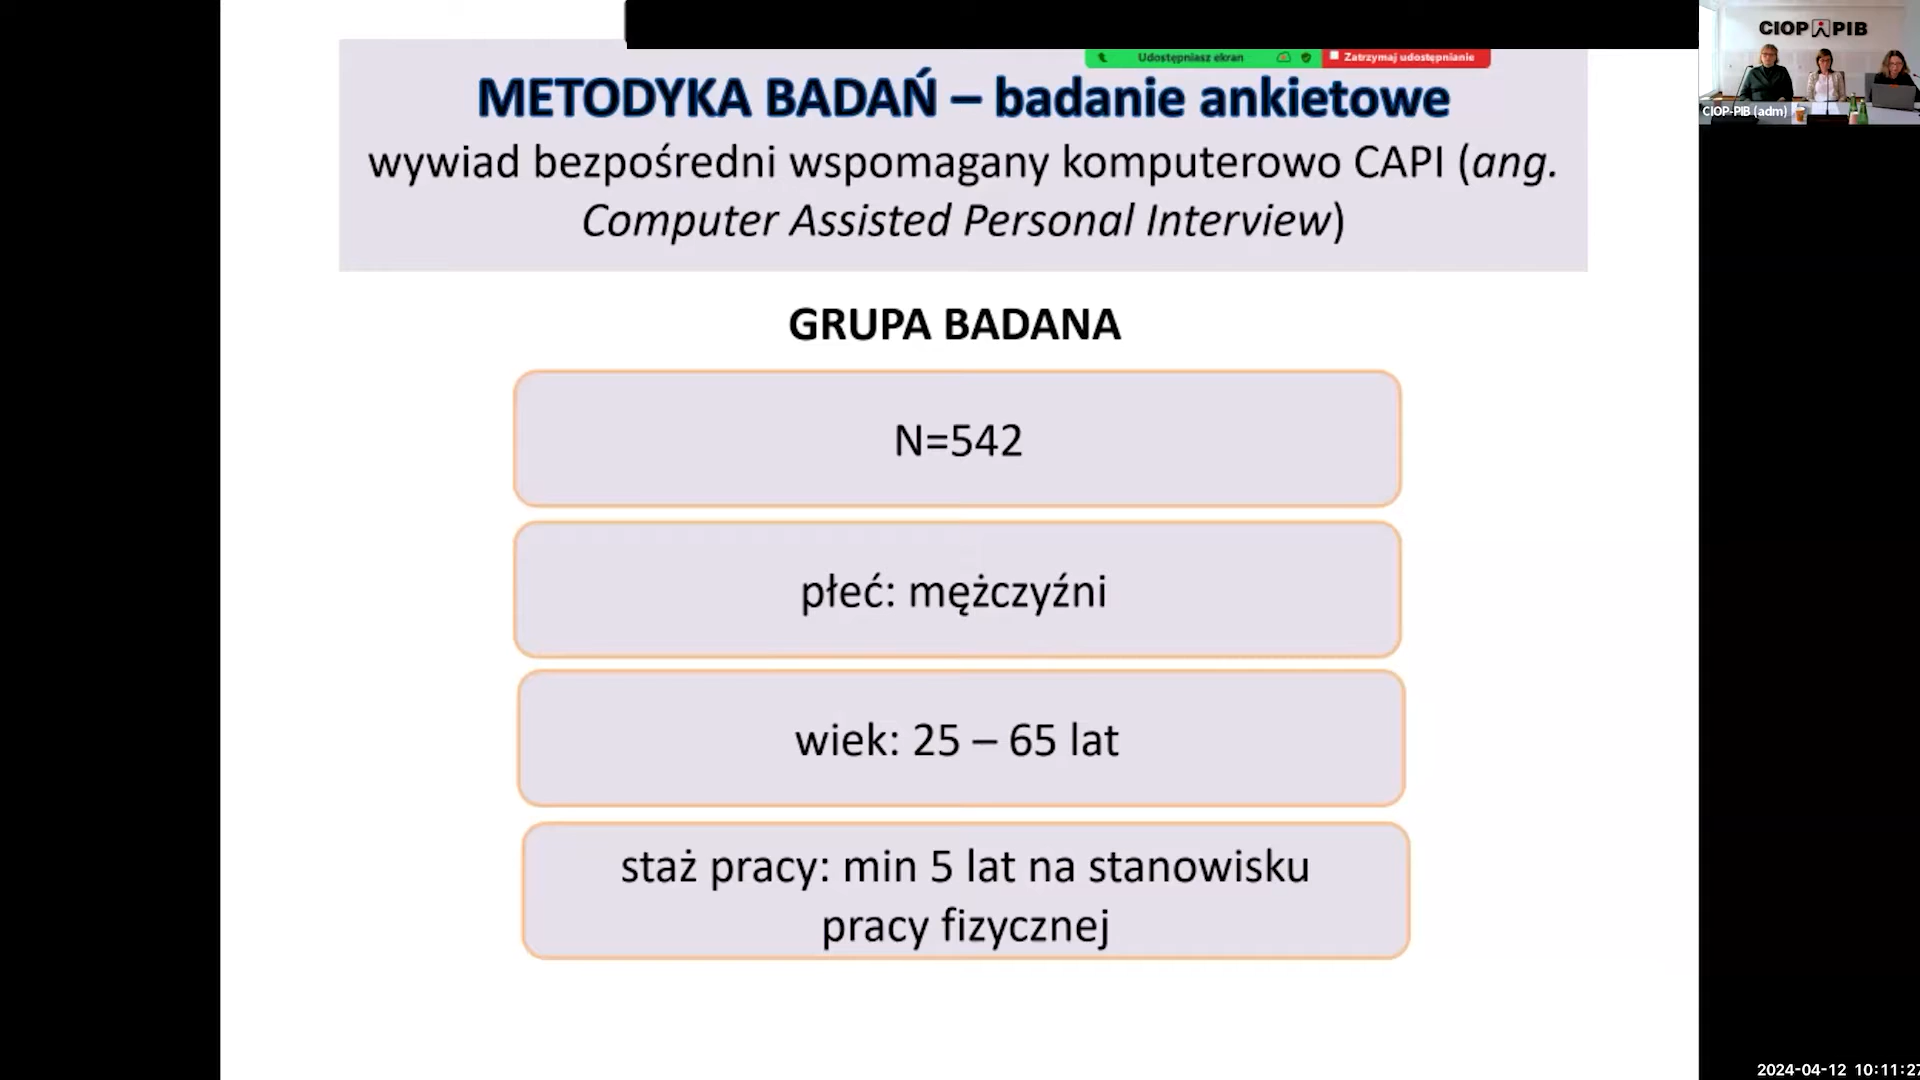 CIOP PIB
Udostępniasz ekran
Zatrzymaj udostępnianie
METODYKA BADAŃ – badanie ankietowe
wywiad bezpośredni wspomagany komputerowo CAPI (ang.
Computer Assisted Personal Interview)
CIOP-PIB (adm)
GRUPA BADANA
N=542
płeć: mężczyźni
wiek: 25 – 65 lat
staż pracy: min 5 lat na stanowisku
pracy fizycznej
2024-04-12 10:11:27